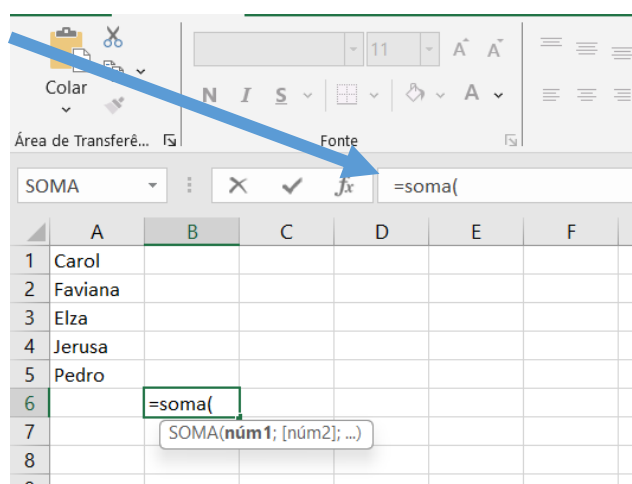 11
A A
Colar
N I S A
Área de Transferê... Fonte
SOMA fx =soma(
A B C D E F
1 Carol
2 Faviana
3 Elza
4 Jerusa
5 Pedro
6 =soma(
7 SOMA(núm1; [núm2]; ...)
8